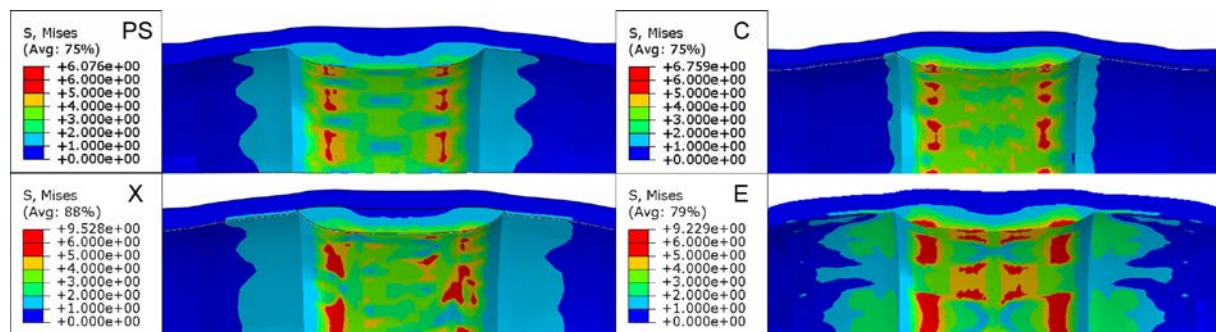 PS
S, Mises
(Avg: 75%)
+6.076e+00
+6.000e+00
+5.000e+00
+4.000e+00
+3.000e+00
+2.000e+00
+1.000e+00
+0.000e+00
C
S, Mises
(Avg: 75%)
+6.759e+00
+6.000e+00
+5.000e+00
+4.000e+00
+3.000e+00
+2.000e+00
+1.000e+00
+0.000e+00
X
S, Mises
(Avg: 88%)
+9.528e+00
+6.000e+00
+5.000e+00
+4.000e+00
+3.000e+00
+2.000e+00
+1.000e+00
+0.000e+00
E
S, Mises
(Avg: 79%)
+9.229e+00
+6.000e+00
+5.000e+00
+4.000e+00
+3.000e+00
+2.000e+00
+1.000e+00
+0.000e+00